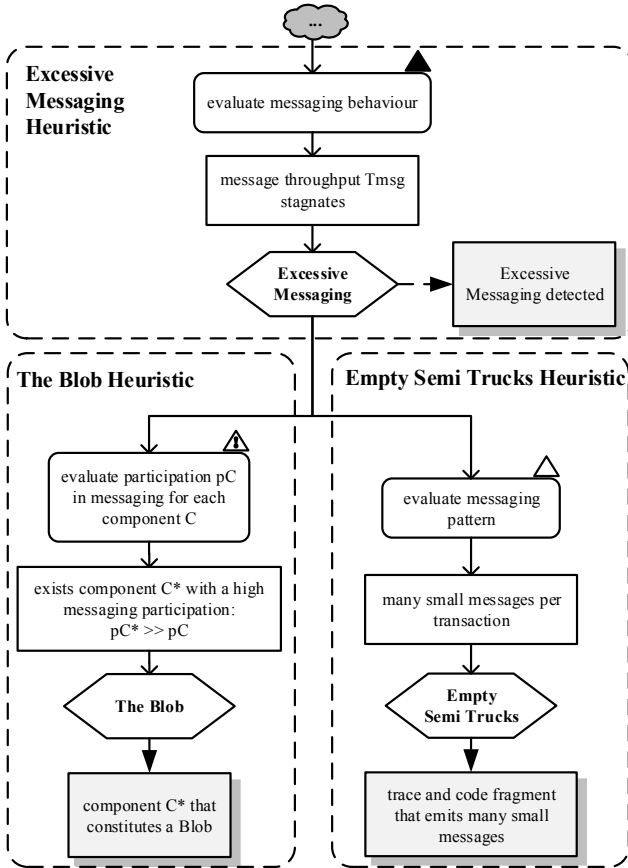 ...
Excessive
Messaging
Heuristic
evaluate messaging behaviour
message throughput Tmsg
stagnates
Excessive
Messaging
Excessive
Messaging detected
The Blob Heuristic
evaluate participation pC
in messaging for each
component C
exists component C* with a high
messaging participation:
pC* >> pC
The Blob
component C* that
constitutes a Blob
Empty Semi Trucks Heuristic
evaluate messaging
pattern
many small messages per
transaction
Empty
Semi Trucks
trace and code fragment
that emits many small
messages